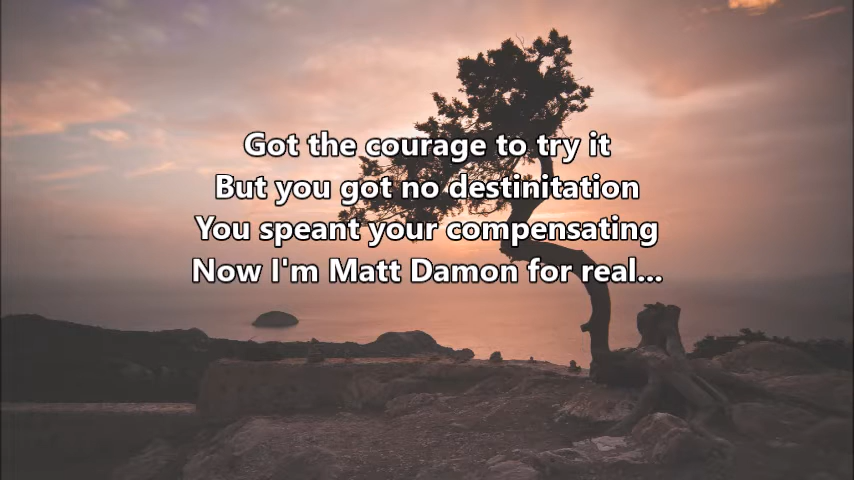 Got the courage to try it
But you got no destinitation
You speant your compensating
Now I'm Matt Damon for real...